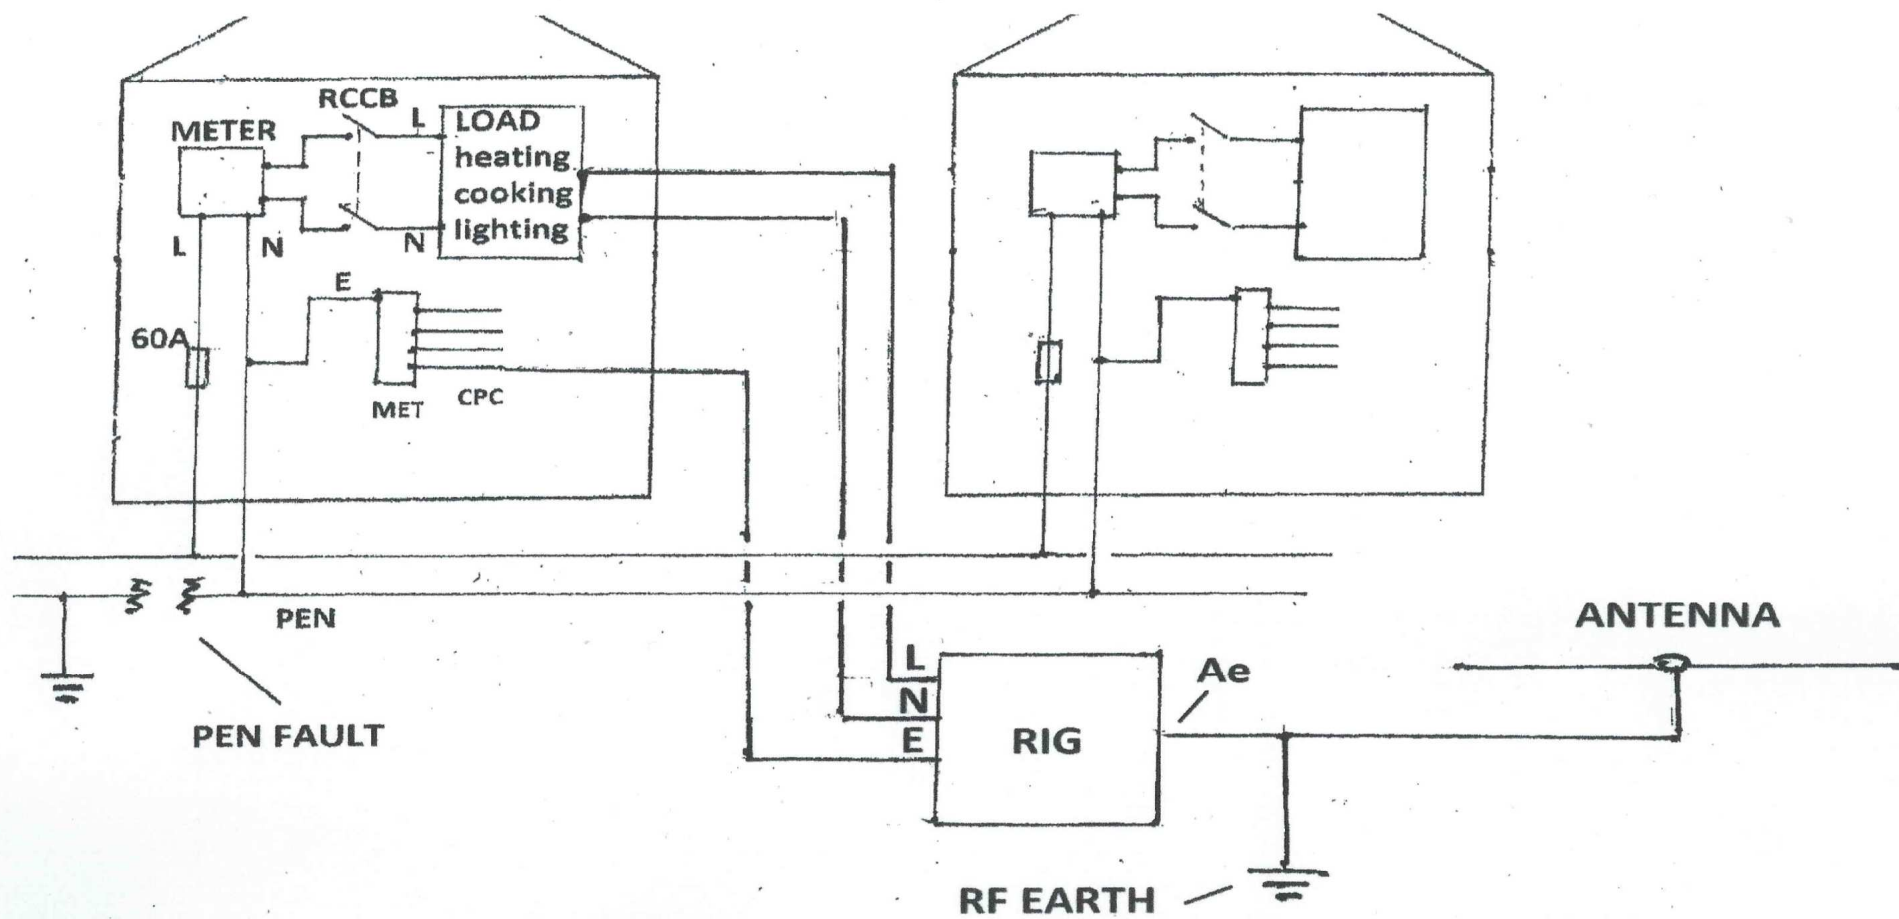 RCCB
METER
L
LOAD
heating
cooking
lighting
L
N
N
E
60A
MET
CPC
PEN
PEN FAULT
L
N
E
RIG
Ae
ANTENNA
RF EARTH